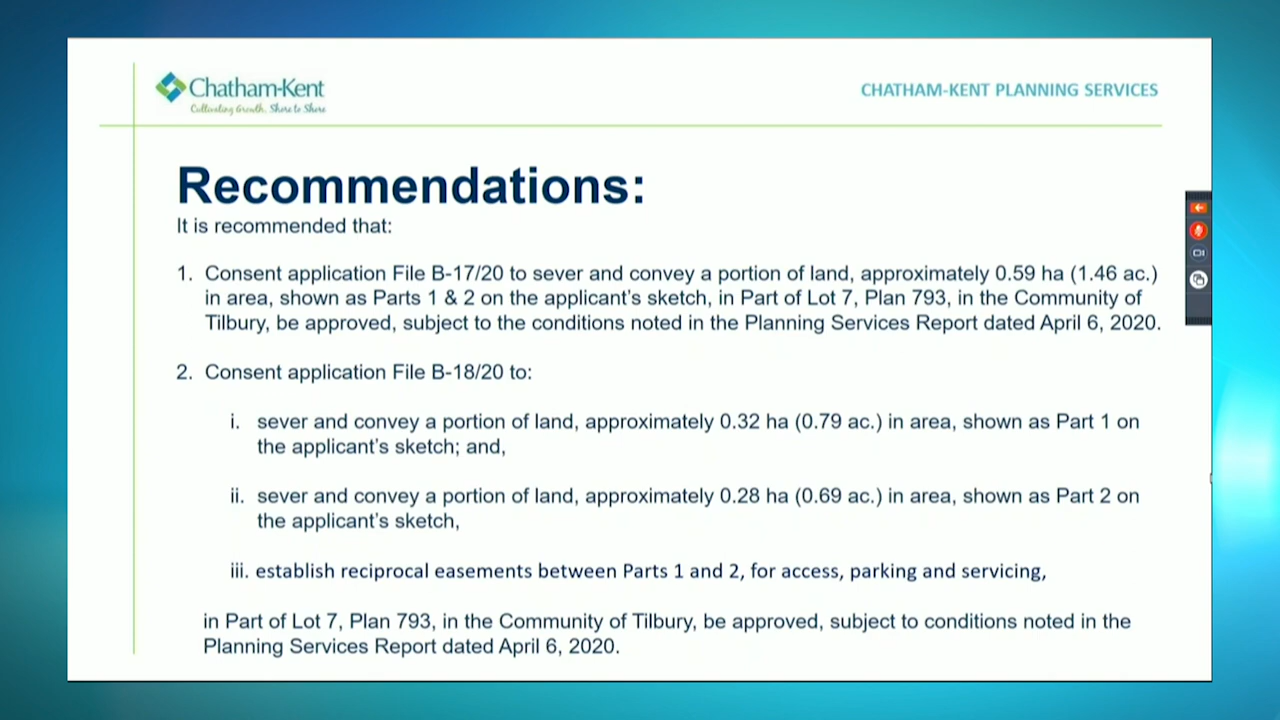 Chatham-Kent
Cultivating Growth, Shore to Shore
CHATHAM-KENT PLANNING SERVICES
Recommendations:
It is recommended that:
1. Consent application File B-17/20 to sever and convey a portion of land, approximately 0.59 ha (1.46 ac.)
in area, shown as Parts 1 & 2 on the applicant's sketch, in Part of Lot 7, Plan 793, in the Community of
Tilbury, be approved, subject to the conditions noted in the Planning Services Report dated April 6, 2020.
2. Consent application File B-18/20 to:
i. sever and convey a portion of land, approximately 0.32 ha (0.79 ac.) in area, shown as Part 1 on
the applicant's sketch; and,
ii. sever and convey a portion of land, approximately 0.28 ha (0.69 ac.) in area, shown as Part 2 on
the applicant's sketch,
iii. establish reciprocal easements between Parts 1 and 2, for access, parking and servicing,
in Part of Lot 7, Plan 793, in the Community of Tilbury, be approved, subject to conditions noted in the
Planning Services Report dated April 6, 2020.